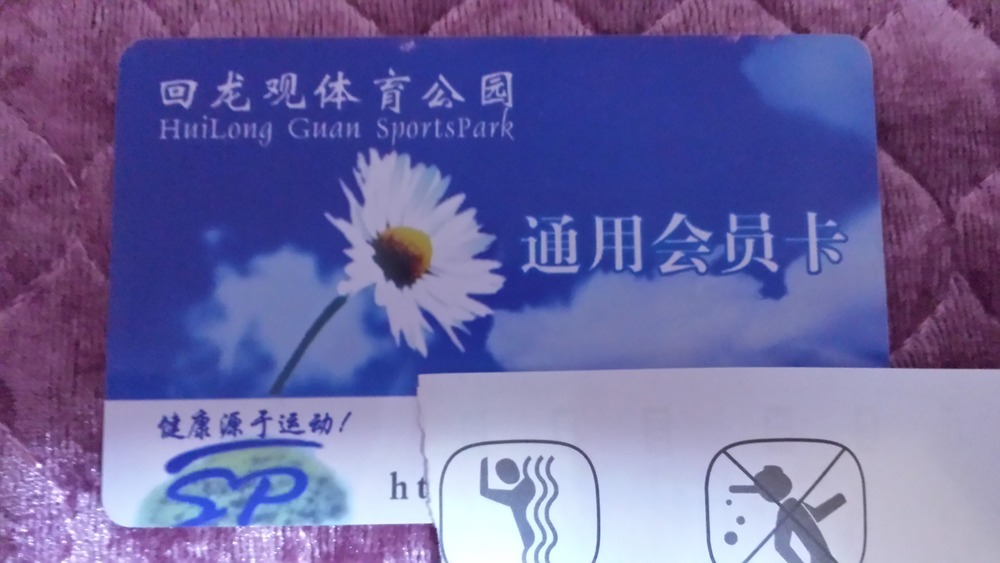 回龙观体育公园
HuiLong Guan SportsPark
通用会员卡
健康源于运动!
SP
ht